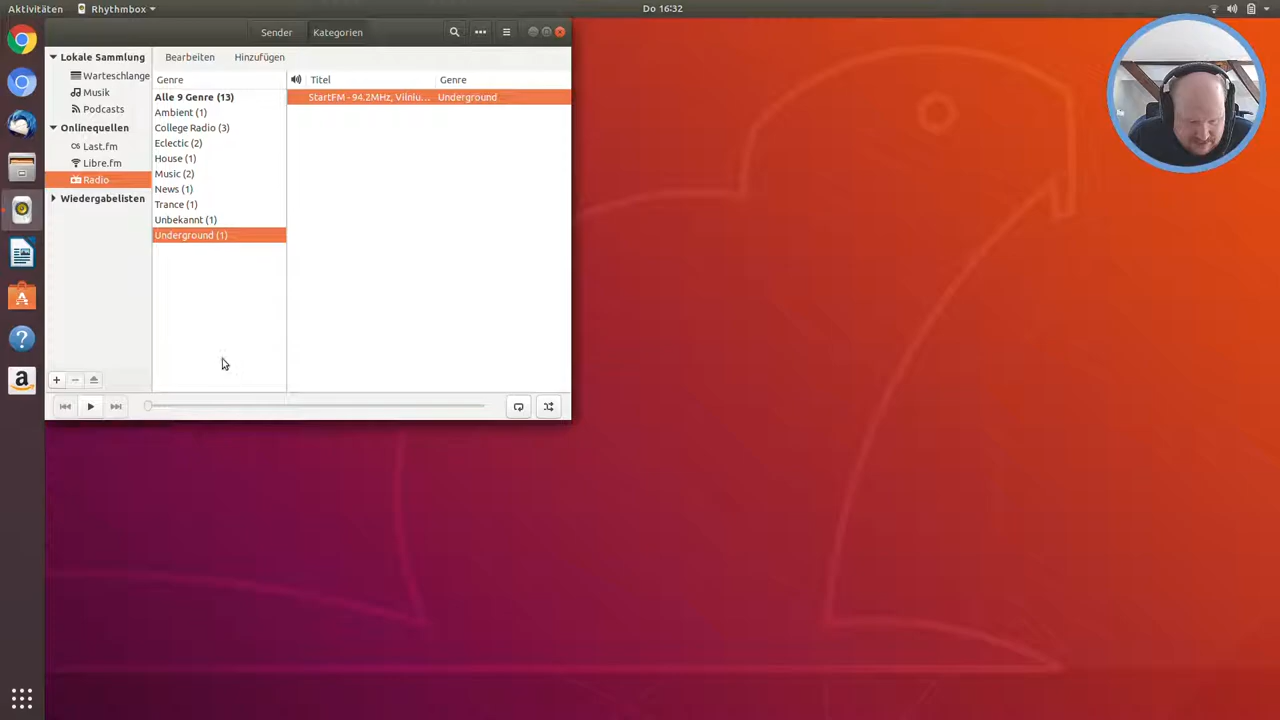 Aktivitäten Rhythmbox Do 16:32
Sender Kategorien
Lokale Sammlung
Warteschlange
Musik
Podcasts
Onlinequellen
Last.fm
Libre.fm
Radio
Wiedergabelisten
Bearbeiten Hinzufügen
Genre
Alle 9 Genre (13)
Ambient (1)
College Radio (3)
Eclectic (2)
House (1)
Music (2)
News (1)
Trance (1)
Unbekannt (1)
Underground (1)
Titel Genre
StartFM - 94.2MHz, Vilniu... Underground